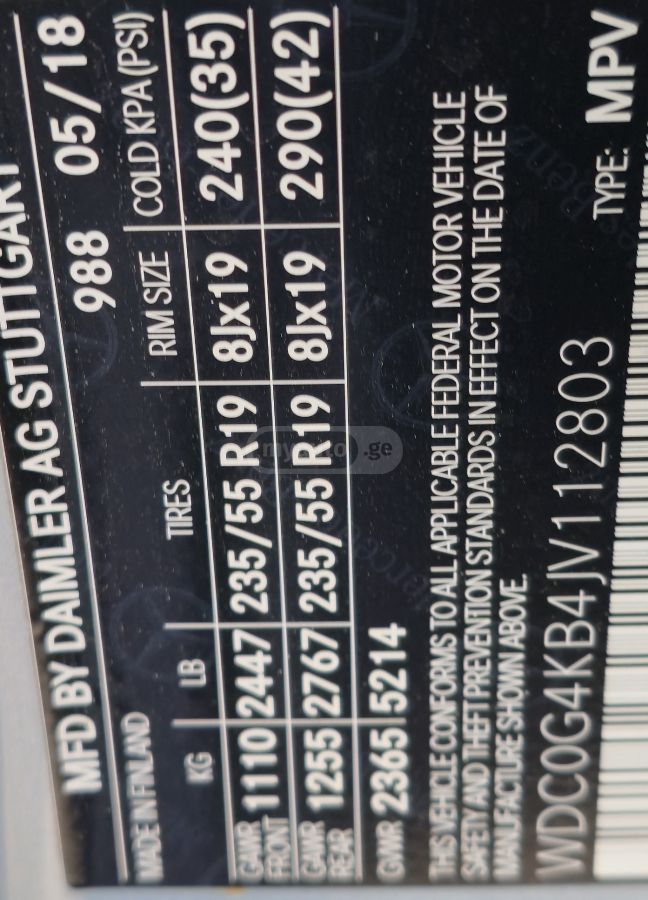 MFD BY DAIMLER AG STUTTGART
MADE IN FINLAND 988 05/18
KG LB TIRES RIM SIZE COLD KPA (PSI)
GAWR FRONT 1110 2447 235/55 R19 8Jx19 240(35)
GAWR REAR 1255 2767 235/55 R19 8Jx19 290(42)
GVWR 2365 5214
THIS VEHICLE CONFORMS TO ALL APPLICABLE FEDERAL MOTOR VEHICLE
SAFETY AND THEFT PREVENTION STANDARDS IN EFFECT ON THE DATE OF
MANUFACTURE SHOWN ABOVE.
WDC0G4KB4JV112803 TYPE: MPV